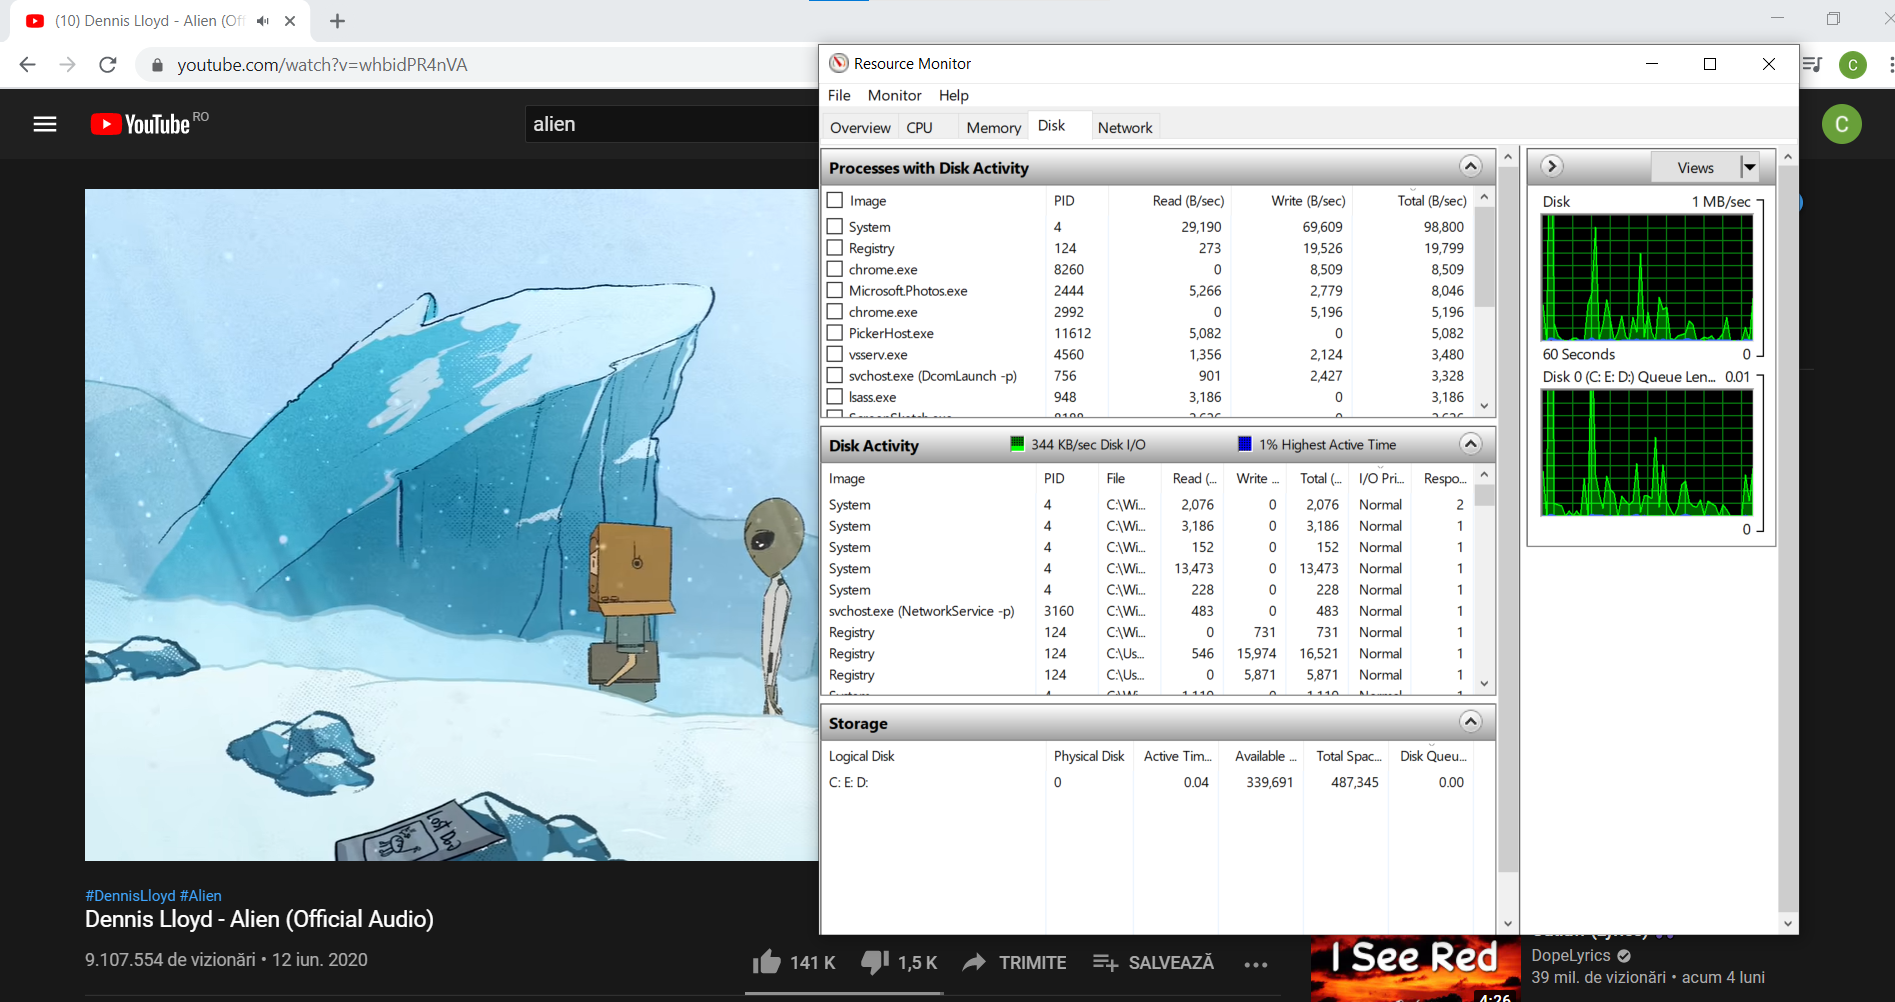 (10) Dennis Lloyd - Alien (Off
youtube.com/watch?v=whbidPR4nVA
C
YouTube RO
alien
C
Resource Monitor
File Monitor Help
Overview CPU Memory Disk Network
Processes with Disk Activity
Image PID Read (B/sec) Write (B/sec) Total (B/sec)
System 4 29,190 69,609 98,800
Registry 124 273 19,526 19,799
chrome.exe 8260 0 8,509 8,509
Microsoft.Photos.exe 2444 5,266 2,779 8,046
chrome.exe 2992 0 5,196 5,196
PickerHost.exe 11612 5,082 0 5,082
vsserv.exe 4560 1,356 2,124 3,480
svchost.exe (DcomLaunch -p) 756 901 2,427 3,328
lsass.exe 948 3,186 0 3,186
Disk Activity 344 KB/sec Disk I/O 1% Highest Active Time
Image PID File Read (... Write ... Total (... I/O Pri... Respo...
System 4 C:\Wi... 2,076 0 2,076 Normal 2
System 4 C:\Wi... 3,186 0 3,186 Normal 1
System 4 C:\Wi... 152 0 152 Normal 1
System 4 C:\Wi... 13,473 0 13,473 Normal 1
System 4 C:\Wi... 228 0 228 Normal 1
svchost.exe (NetworkService -p) 3160 C:\Wi... 483 0 483 Normal 1
Registry 124 C:\Wi... 0 731 731 Normal 1
Registry 124 C:\Us... 546 15,974 16,521 Normal 1
Registry 124 C:\Us... 0 5,871 5,871 Normal 1
Storage
Logical Disk Physical Disk Active Tim... Available ... Total Spac... Disk Queu...
C: E: D: 0 0.04 339,691 487,345 0.00
Views
Disk 1 MB/sec
60 Seconds 0
Disk 0 (C: E: D:) Queue Len... 0.01
0
Lost Dog
#DennisLloyd #Alien
Dennis Lloyd - Alien (Official Audio)
9.107.554 de vizionări • 12 iun. 2020
141 K 1,5 K TRIMITE SALVEAZĂ
I See Red
4:26
DopeLyrics
39 mil. de vizionări • acum 4 luni